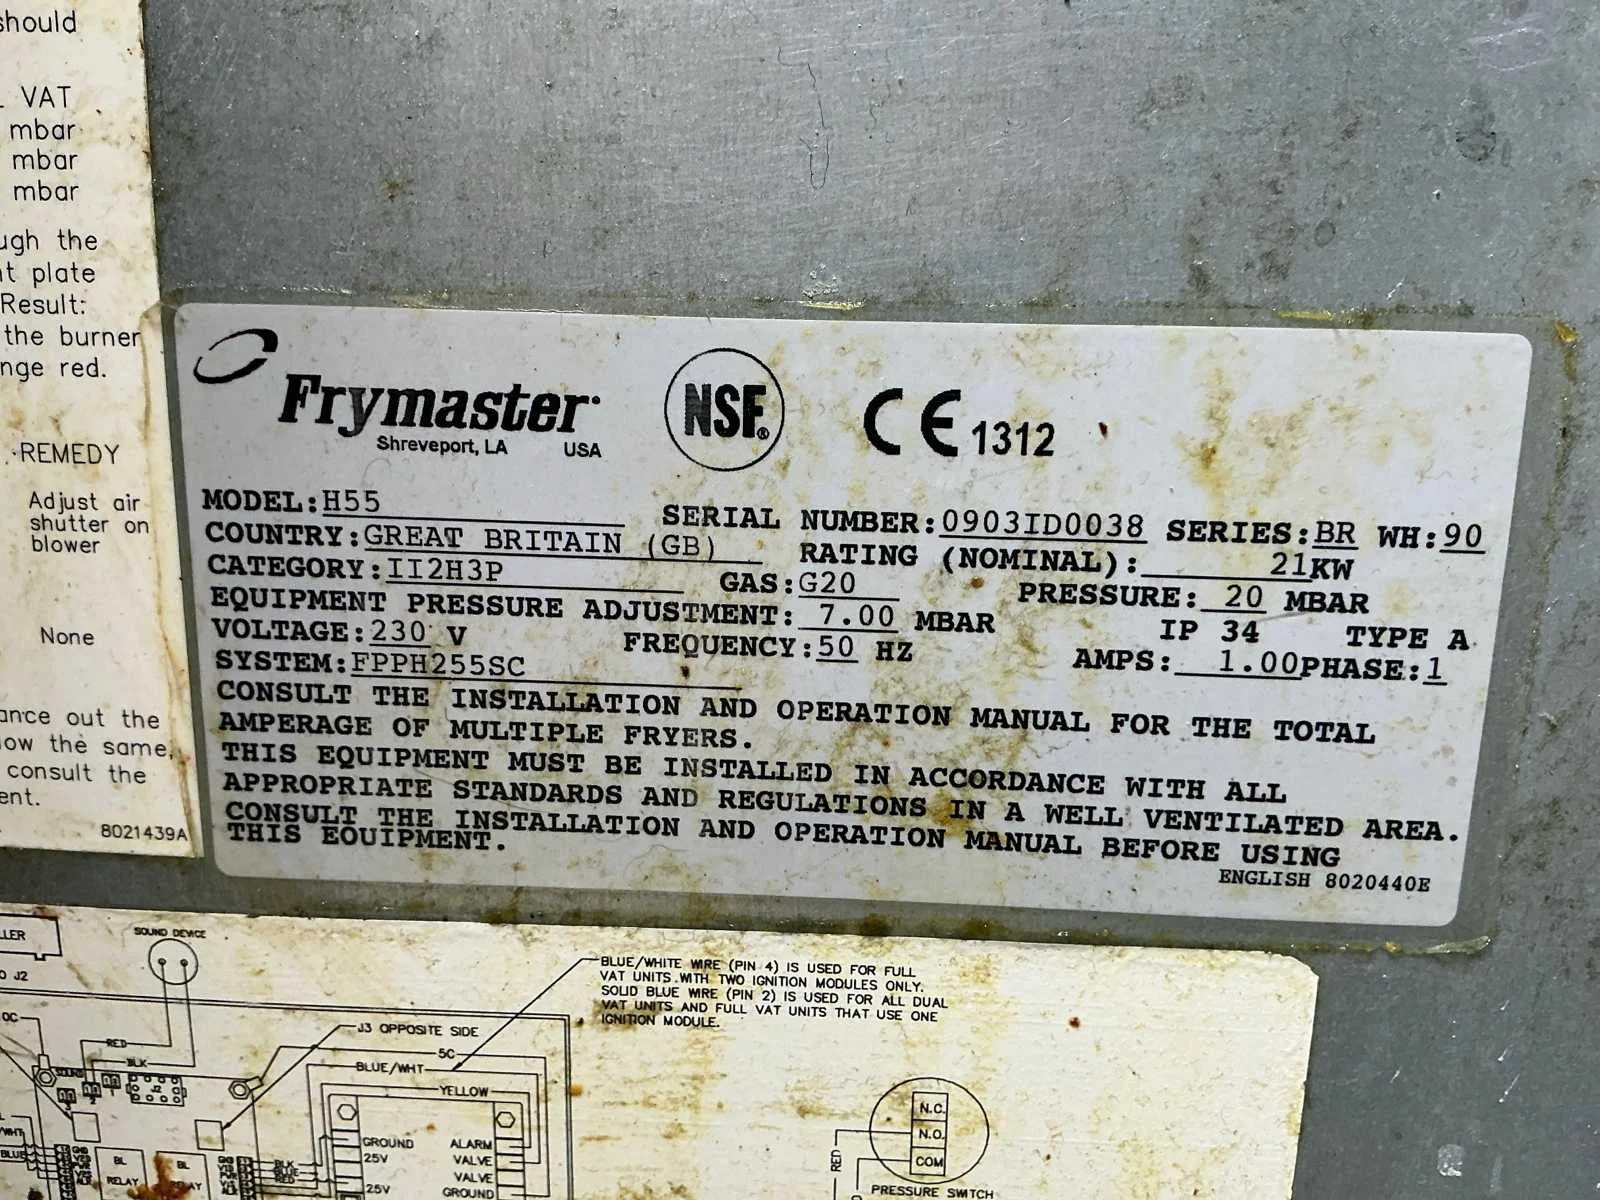 should
VAT
mbar
mbar
mbar
the
plate
Result:
the burner
red.
REMEDY
Adjust air
shutter on
blower
None
out the
the same,
consult the
8021439A
Frymaster
Shreveport, LA USA
NSF®
CE 1312
MODEL: H55 SERIAL NUMBER: 0903ID0038 SERIES: BR WH: 90
COUNTRY: GREAT BRITAIN (GB) RATING (NOMINAL): 21KW
CATEGORY: II2H3P GAS: G20 PRESSURE: 20 MBAR
EQUIPMENT PRESSURE ADJUSTMENT: 7.00 MBAR IP 34 TYPE A
VOLTAGE: 230 V FREQUENCY: 50 HZ AMPS: 1.00 PHASE: 1
SYSTEM: FPPH255SC
CONSULT THE INSTALLATION AND OPERATION MANUAL FOR THE TOTAL
AMPERAGE OF MULTIPLE FRYERS.
THIS EQUIPMENT MUST BE INSTALLED IN ACCORDANCE WITH ALL
APPROPRIATE STANDARDS AND REGULATIONS IN A WELL VENTILATED AREA.
CONSULT THE INSTALLATION AND OPERATION MANUAL BEFORE USING
THIS EQUIPMENT.
ENGLISH 8020440E
SOUND DEVICE
J2
BLUE/WHITE WIRE (PIN 4) IS USED FOR FULL
VAT UNITS WITH TWO IGNITION MODULES ONLY.
SOLID BLUE WIRE (PIN 2) IS USED FOR ALL DUAL
VAT UNITS AND FULL VAT UNITS THAT USE ONE
IGNITION MODULE.
J3 OPPOSITE SIDE
RED
BLK
5C
BLUE/WHT
SOUND
J2
YELLOW
GROUND
25V
25V
ALARM
VALVE
VALVE
GROUND
BLK
BLUE
RED
BL
RELAY
BL
N.C.
N.O.
COM
RED
PRESSURE SWITCH